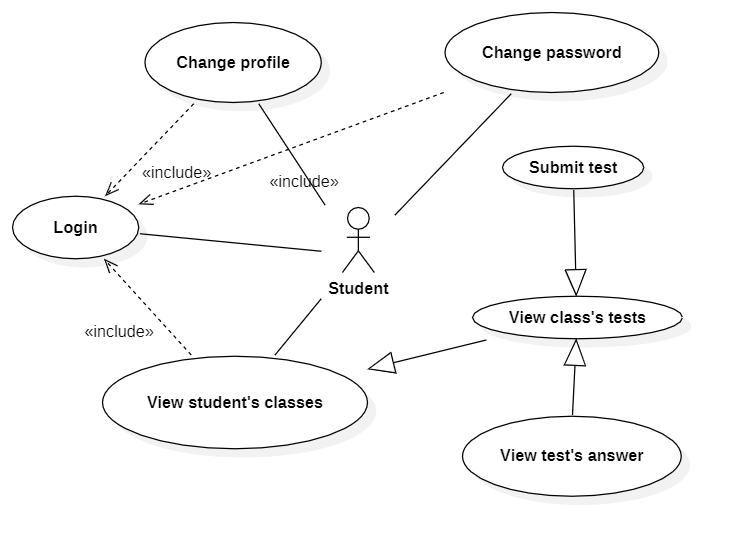 Change profile
Change password
«include»
«include»
Submit test
Login
Student
View class's tests
«include»
View student's classes
View test's answer